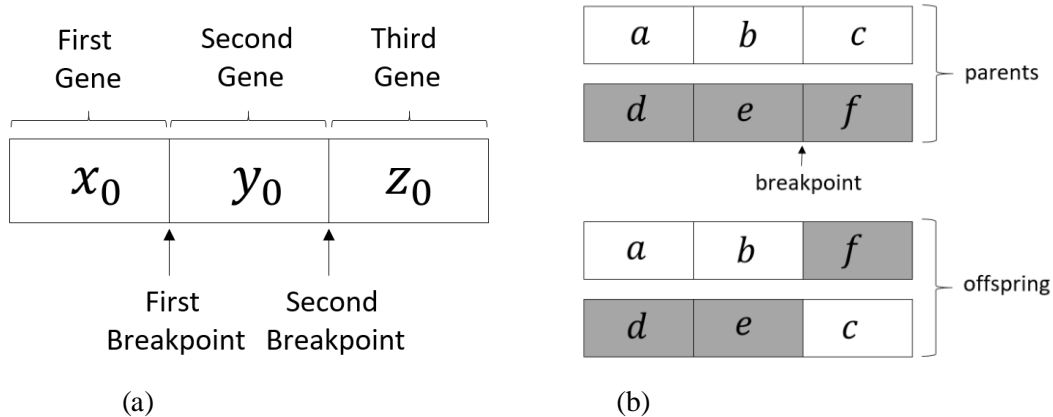 First
Gene
Second
Gene
Third
Gene
x₀ y₀ z₀
First
Breakpoint
Second
Breakpoint
(a)
a b c
d e f
parents
breakpoint
a b f
d e c
offspring
(b)